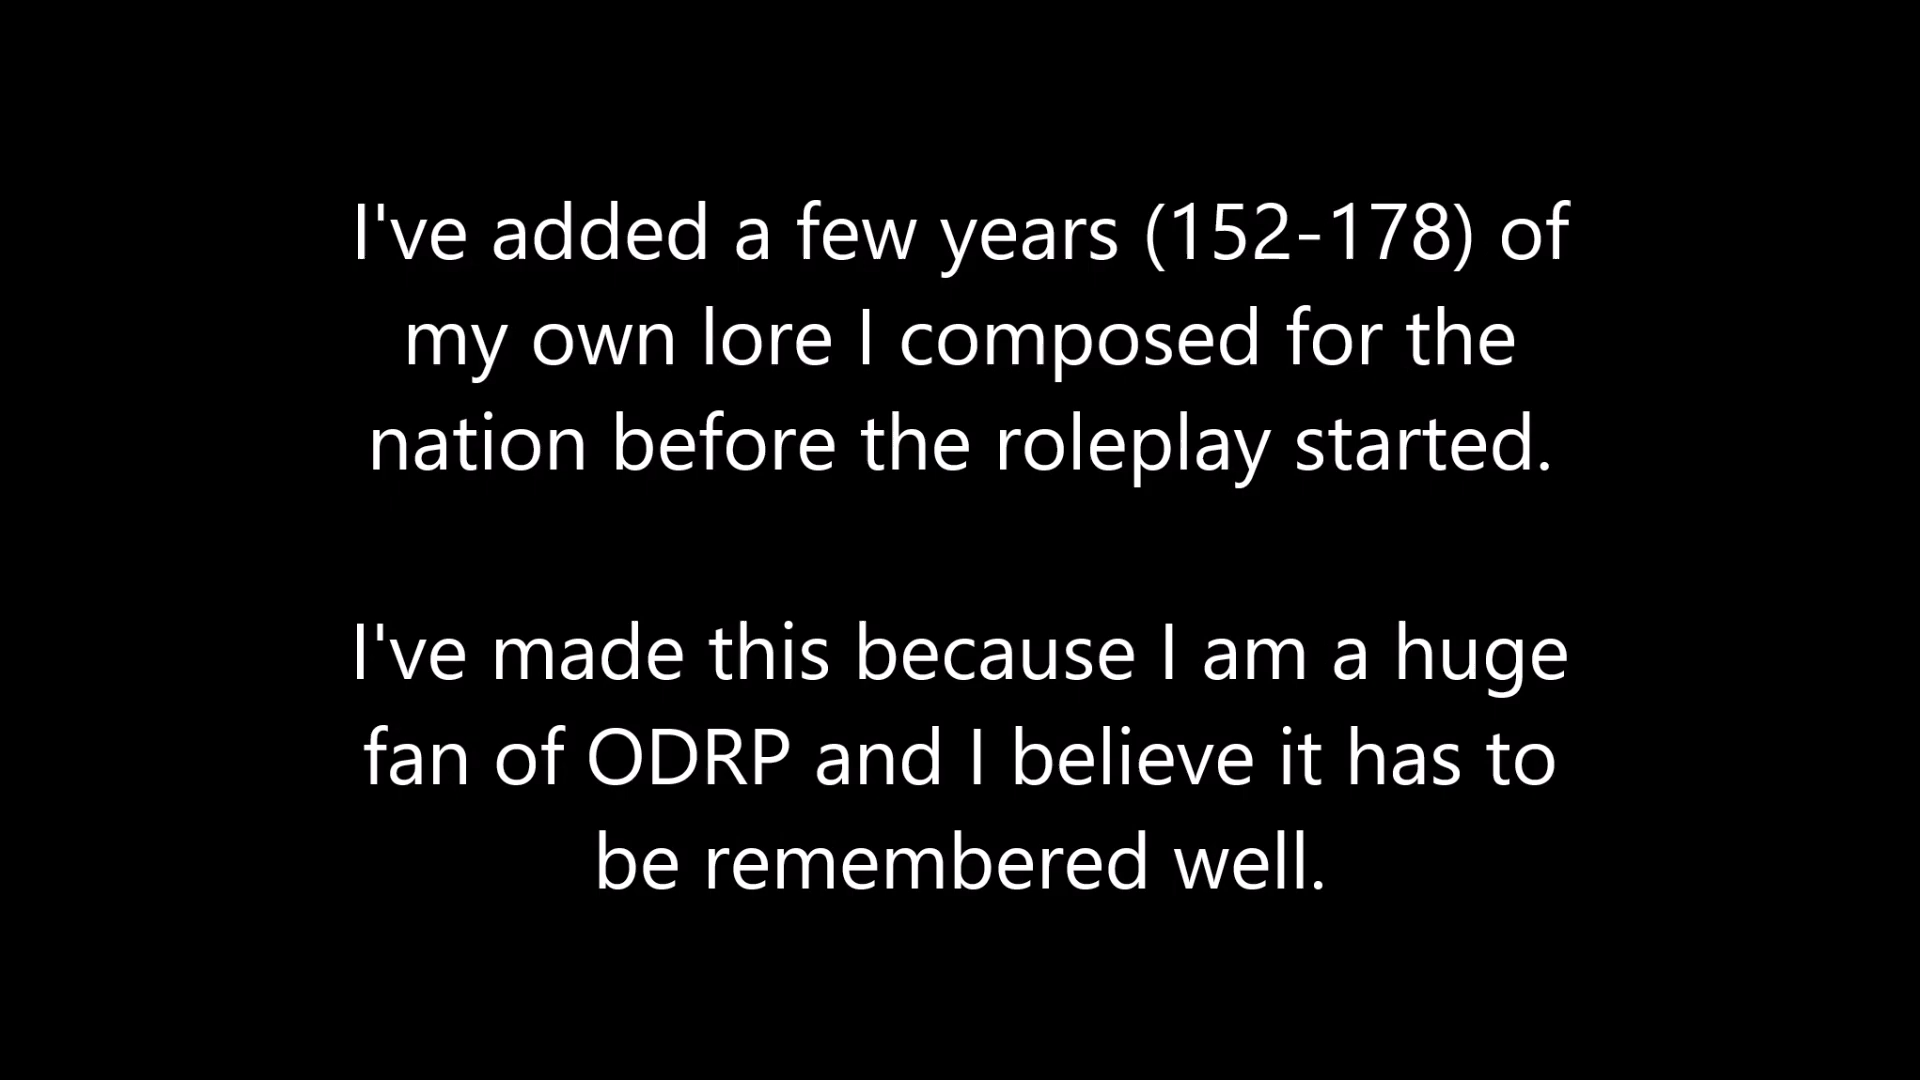 I've added a few years (152-178) of
my own lore I composed for the
nation before the roleplay started.
I've made this because I am a huge
fan of ODRP and I believe it has to
be remembered well.